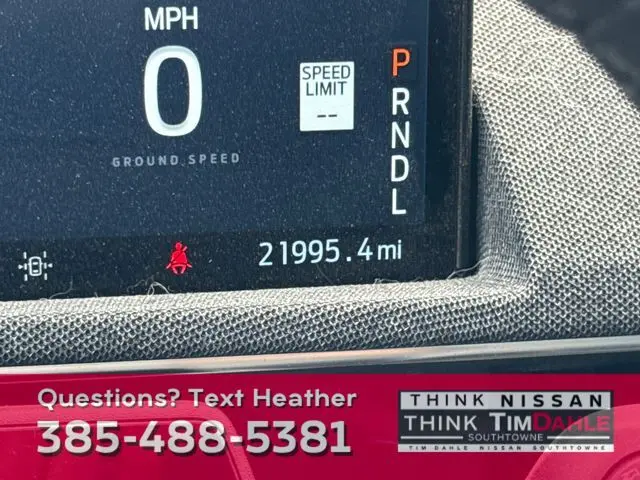 MPH
0
SPEED
LIMIT
--
GROUND SPEED
P
R
N
D
L
21995.4mi
Questions? Text Heather
385-488-5381
THINK NISSAN
THINK TIMDAHLE
SOUTHTOWNE
TIM DAHLE NISSAN SOUTHTOWNE